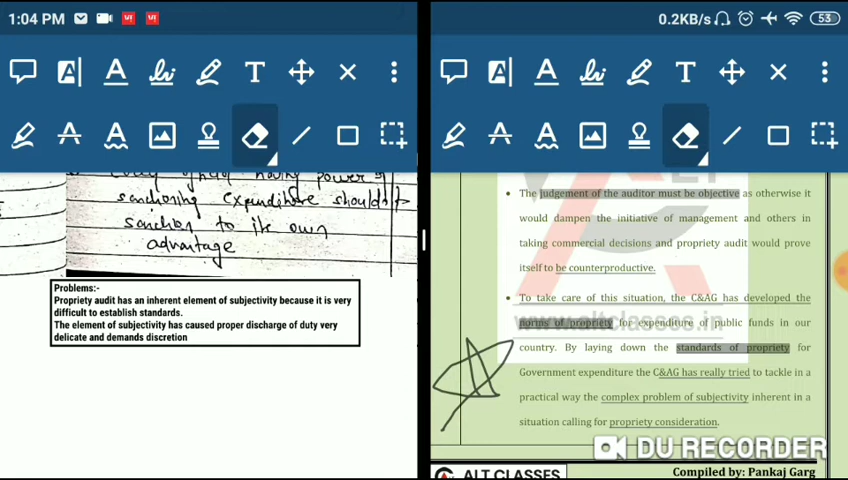 1:04 PM
0.2KB/s
53
having power of
sanctioning expenditure should
sanction to its own
advantage
Problems:-
Propriety audit has an inherent element of subjectivity because it is very
difficult to establish standards.
The element of subjectivity has caused proper discharge of duty very
delicate and demands discretion
• The judgement of the auditor must be objective as otherwise it
would dampen the initiative of management and others in
taking commercial decisions and propriety audit would prove
itself to be counterproductive.
• To take care of this situation, the C&AG has developed the
norms of propriety for expenditure of public funds in our
country. By laying down the standards of propriety for
Government expenditure the C&AG has really tried to tackle in a
practical way the complex problem of subjectivity inherent in a
situation calling for propriety consideration.
www.altclasses.in
DU RECORDER
ALT CLASSES
Compiled by: Pankaj Garg